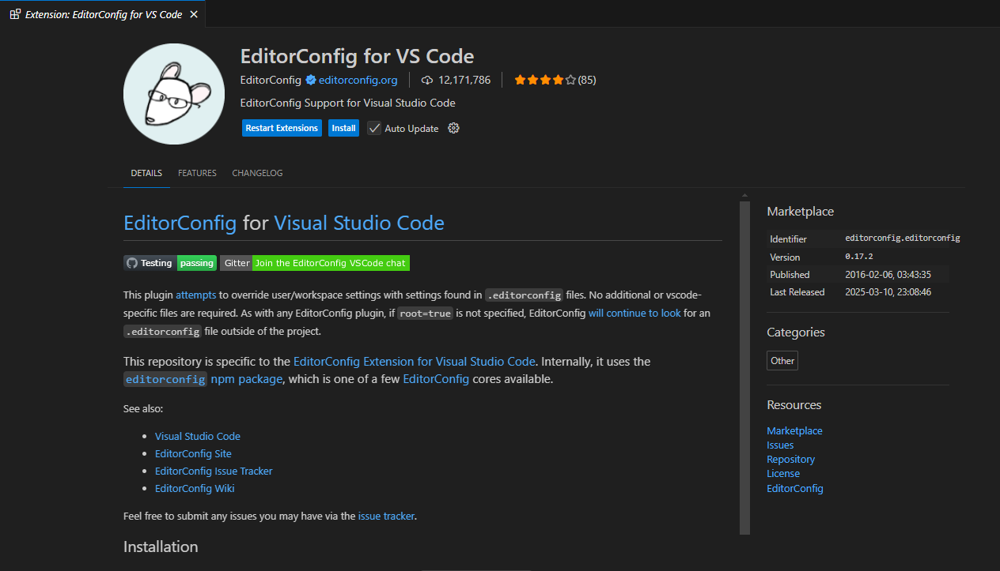 Extension: EditorConfig for VS Code
EditorConfig for VS Code
EditorConfig editorconfig.org 12,171,786 (85)
EditorConfig Support for Visual Studio Code
Restart Extensions Install Auto Update
DETAILS FEATURES CHANGELOG
EditorConfig for Visual Studio Code
Testing passing Gitter Join the EditorConfig VSCode chat
This plugin attempts to override user/workspace settings with settings found in .editorconfig files. No additional or vscode-
specific files are required. As with any EditorConfig plugin, if root=true is not specified, EditorConfig will continue to look for an
.editorconfig file outside of the project.
This repository is specific to the EditorConfig Extension for Visual Studio Code. Internally, it uses the
editorconfig npm package, which is one of a few EditorConfig cores available.
See also:
Visual Studio Code
EditorConfig Site
EditorConfig Issue Tracker
EditorConfig Wiki
Feel free to submit any issues you may have via the issue tracker.
Installation
Marketplace
Identifier editorconfig.editorconfig
Version 0.17.2
Published 2016-02-06, 03:43:35
Last Released 2025-03-10, 23:08:46
Categories
Other
Resources
Marketplace
Issues
Repository
License
EditorConfig